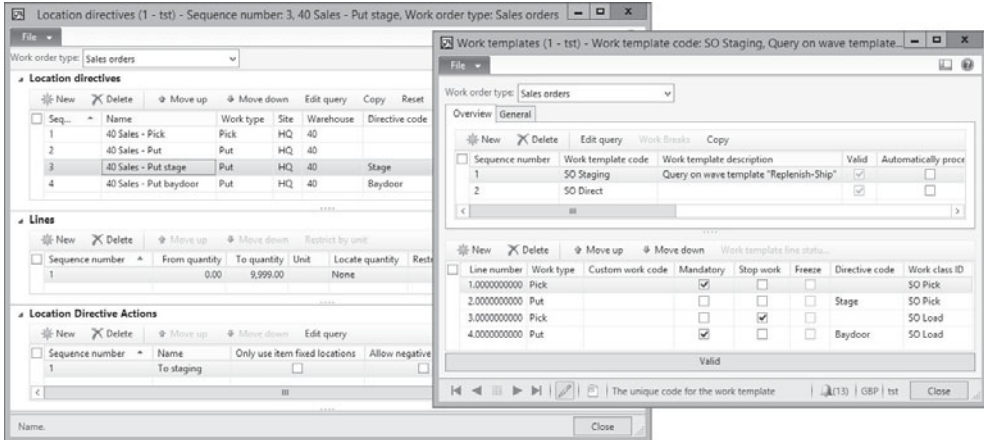 Location directives (1 - tst) - Sequence number: 3, 40 Sales - Put stage, Work order type: Sales orders
File
Work order type: Sales orders
Location directives
New Delete Move up Move down Edit query Copy Reset
Seq... Name Work type Site Warehouse Directive code
1 40 Sales - Pick Pick HQ 40
2 40 Sales - Put Put HQ 40
3 40 Sales - Put stage Put HQ 40 Stage
4 40 Sales - Put baydoor Put HQ 40 Baydoor
Lines
New Delete Move up Move down Restrict by unit
Sequence number From quantity To quantity Unit Locate quantity Restr
1 0.00 9,999.00 None
Location Directive Actions
New Delete Move up Move down Edit query
Sequence number Name Only use item fixed locations Allow negative
1 To staging
Name.
Close
Work templates (1 - tst) - Work template code: SO Staging, Query on wave template...
File
Work order type: Sales orders
Overview General
New Delete Edit query Work Breaks Copy
Sequence number Work template code Work template description Valid Automatically proce
1 SO Staging Query on wave template "Replenish-Ship"
2 SO Direct
New Delete Move up Move down Work template line statu...
Line number Work type Custom work code Mandatory Stop work Freeze Directive code Work class ID
1.0000000000 Pick SO Pick
2.0000000000 Put Stage SO Pick
3.0000000000 Pick SO Load
4.0000000000 Put Baydoor SO Load
Valid
The unique code for the work template (13) GBP tst Close